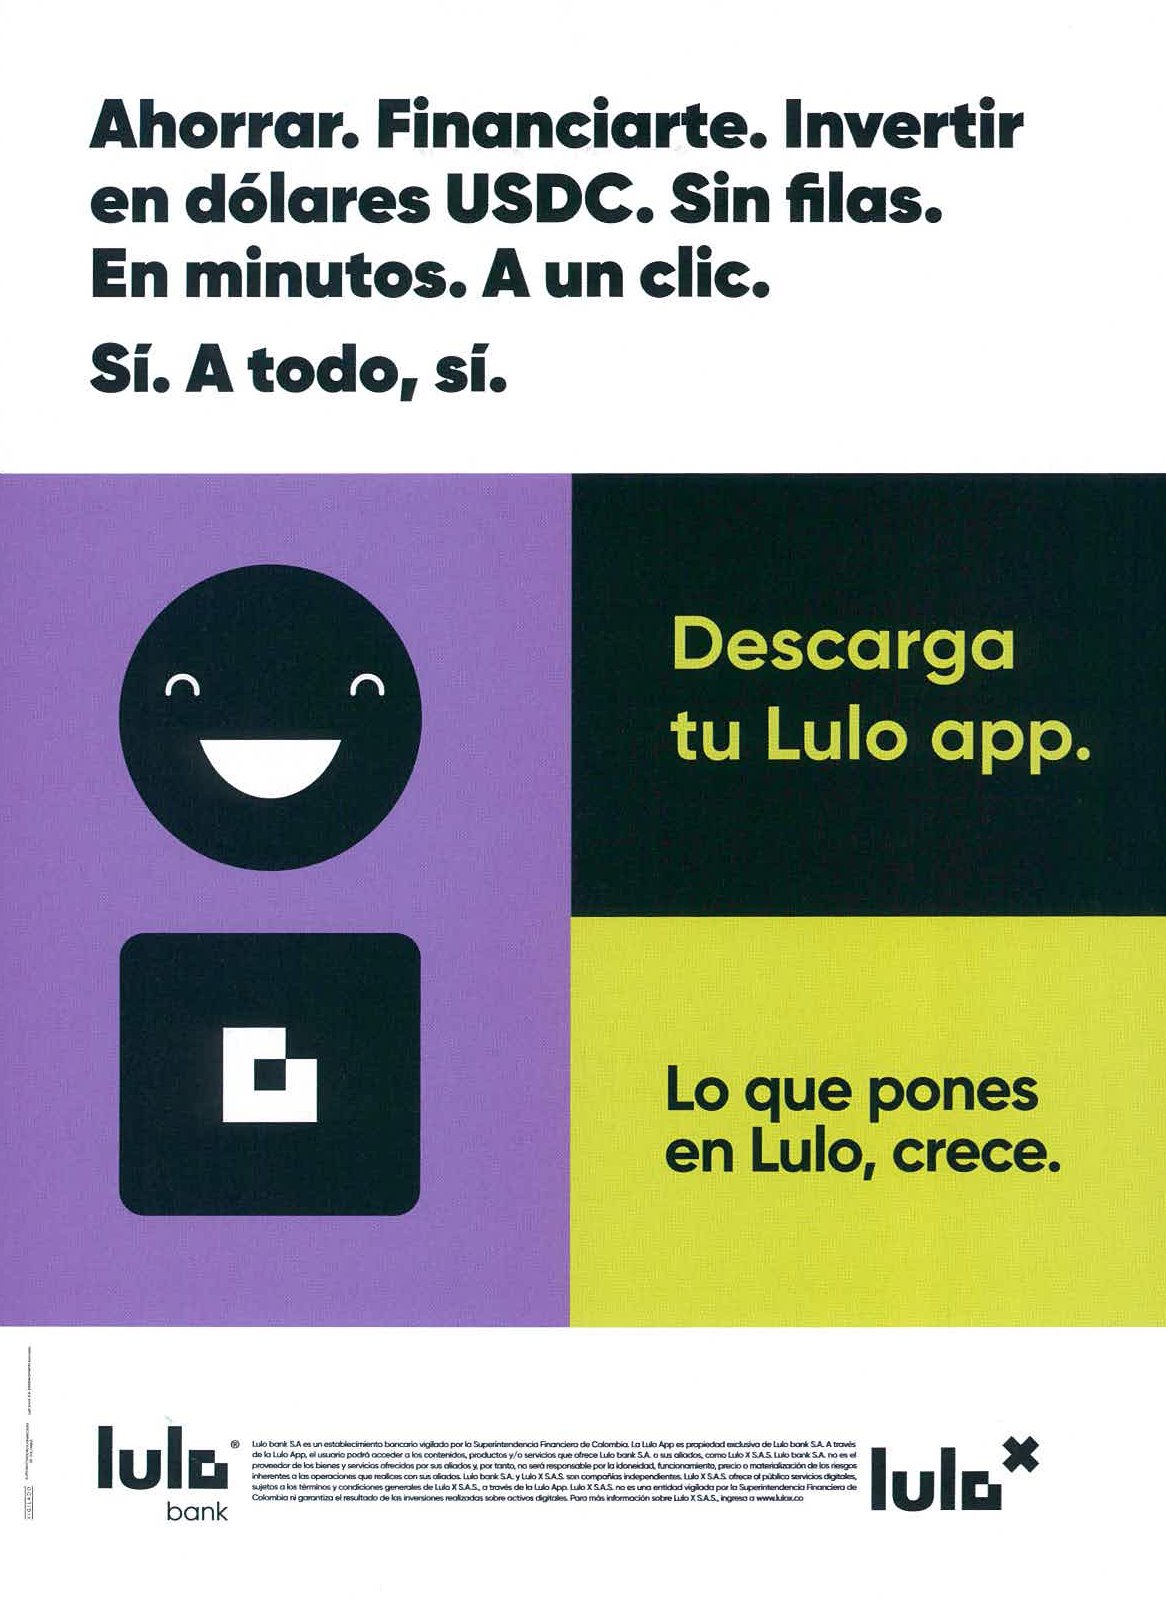 Ahorrar. Financiarte. Invertir
en dólares USDC. Sin filas.
En minutos. A un clic.
Sí. A todo, sí.
Descarga
tu Lulo app.
Lo que pones
en Lulo, crece.
lulo ®
bank
Lulo bank S.A es un establecimiento bancario vigilado por la Superintendencia Financiera de Colombia. La Lulo App es propiedad exclusiva de Lulo bank S.A. A través
de la Lulo App, el usuario podrá acceder a los contenidos, productos y/o servicios que ofrece Lulo bank S.A. o sus aliados, como Lulo X S.A.S. Lulo bank S.A. no es el
proveedor de los bienes y servicios ofrecidos por sus aliados y, por tanto, no será responsable por la idoneidad, funcionamiento, precio o materialización de los riesgos
inherentes a las operaciones que realices con sus aliados. Lulo bank S.A. y Lulo X S.A.S. son compañías independientes. Lulo X S.A.S. ofrece al público servicios digitales,
sujetos a los términos y condiciones generales de Lulo X S.A.S., a través de la Lulo App. Lulo X S.A.S. no es una entidad vigilada por la Superintendencia Financiera de
Colombia ni garantiza el resultado de las inversiones realizadas sobre activos digitales. Para más información sobre Lulo X S.A.S., ingresa a www.lulox.co
lulo x
VIGILADO